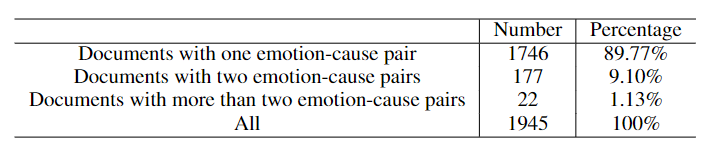 Number Percentage
Documents with one emotion-cause pair 1746 89.77%
Documents with two emotion-cause pairs 177 9.10%
Documents with more than two emotion-cause pairs 22 1.13%
All 1945 100%